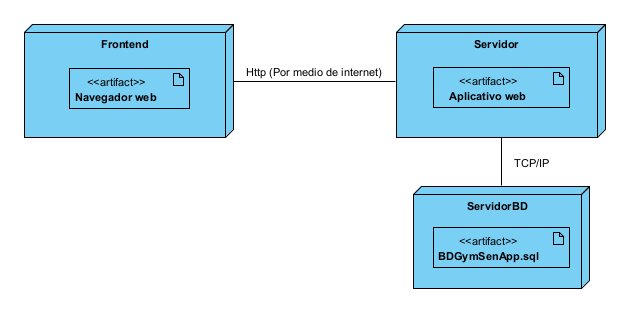 Frontend
<<artifact>>
Navegador web
Http (Por medio de internet)
Servidor
<<artifact>>
Aplicativo web
TCP/IP
ServidorBD
<<artifact>>
BDGymSenApp.sql